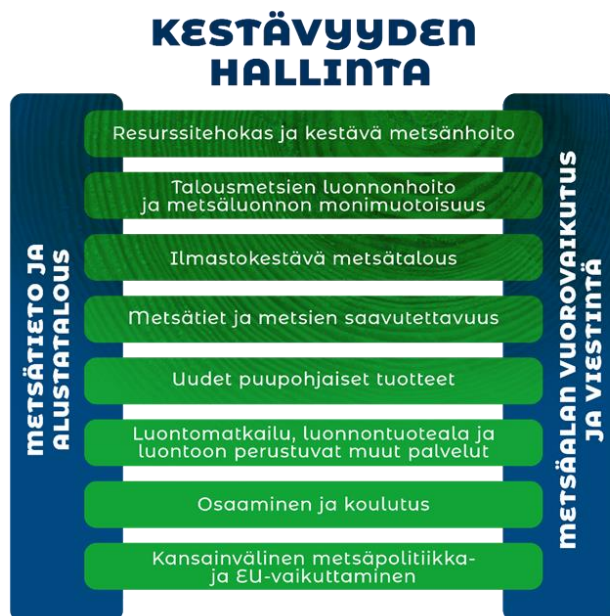 KESTÄVYYDEN
HALLINTA
METSÄTIETO JA
ALUSTATALOUS
Resurssitehokas ja kestävä metsänhoito
Talousmetsien luonnonhoito
ja metsäluonnon monimuotoisuus
Ilmastokestävä metsätalous
Metsätiet ja metsien saavutettavuus
Uudet puupohjaiset tuotteet
Luontomatkailu, luonnontuoteala ja
luontoon perustuvat muut palvelut
Osaaminen ja koulutus
Kansainvälinen metsäpolitiikka-
ja EU-vaikuttaminen
METSÄALAN VUOROVAIKUTUS
JA VIESTINTÄ